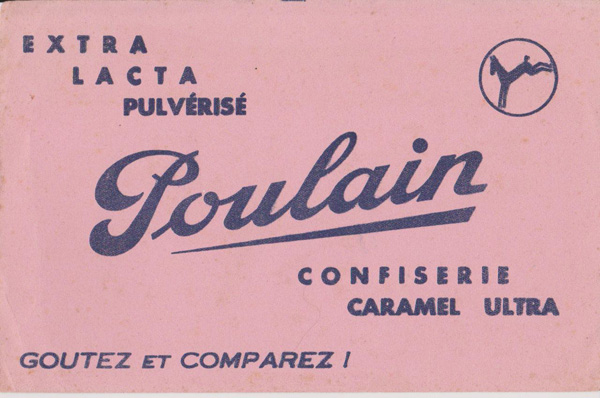 EXTRA
LACTA
PULVÉRISÉ
Poulain
CONFISERIE
CARAMEL ULTRA
GOUTEZ ET COMPAREZ !